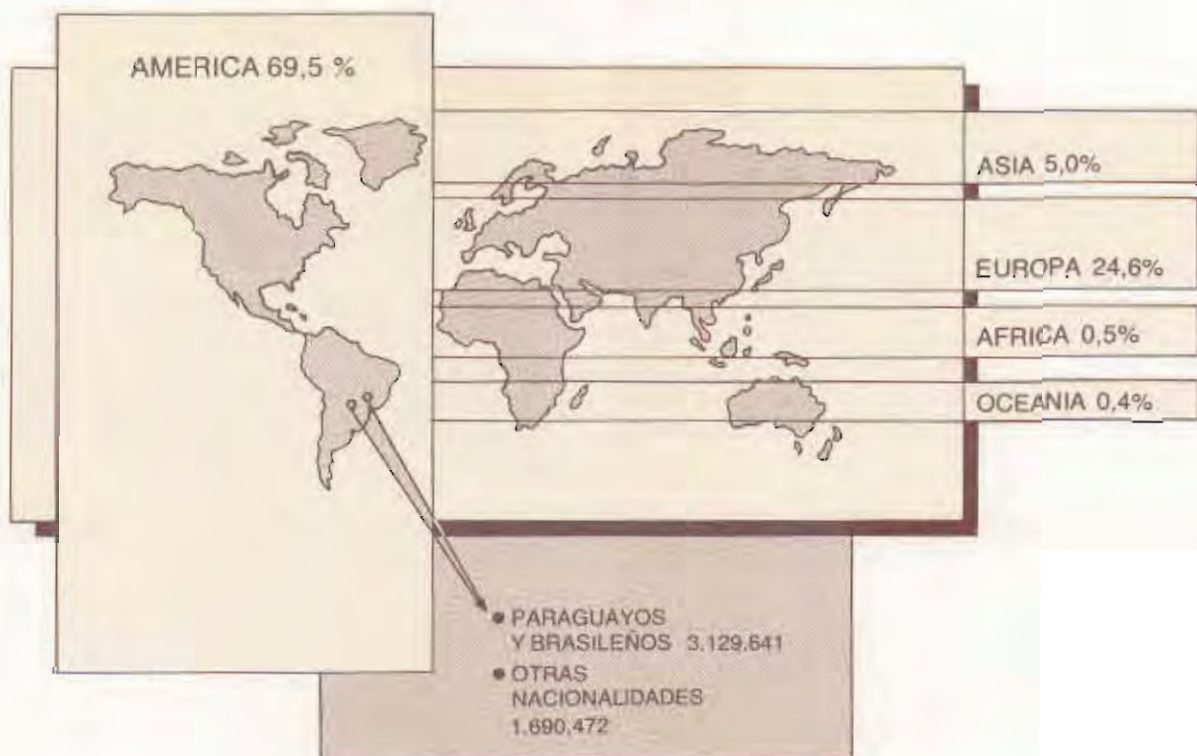 AMERICA 69,5 %
ASIA 5,0%
EUROPA 24,6%
AFRICA 0,5%
OCEANIA 0,4%
● PARAGUAYOS
Y BRASILEÑOS 3.129.641
● OTRAS
NACIONALIDADES
1.690.472